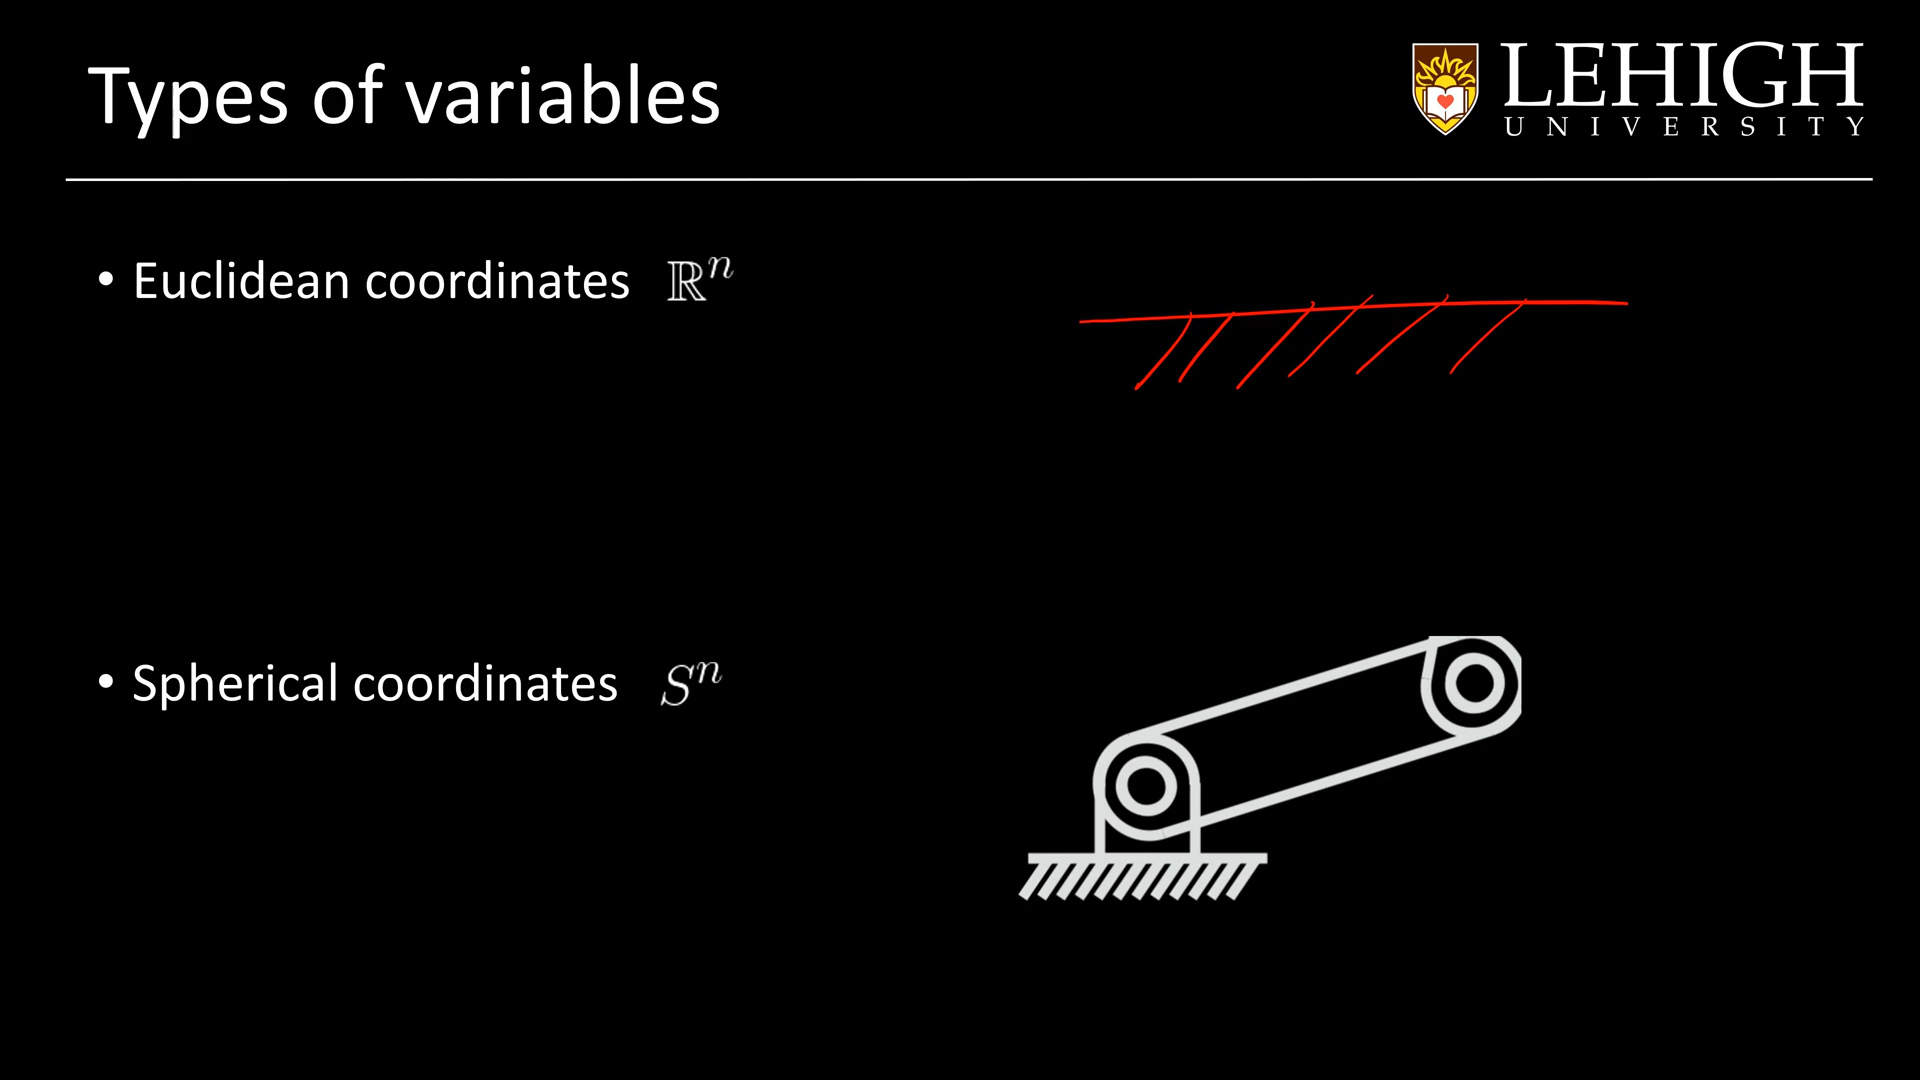 Types of variables
LEHIGH
UNIVERSITY
• Euclidean coordinates ℝⁿ
• Spherical coordinates Sⁿ